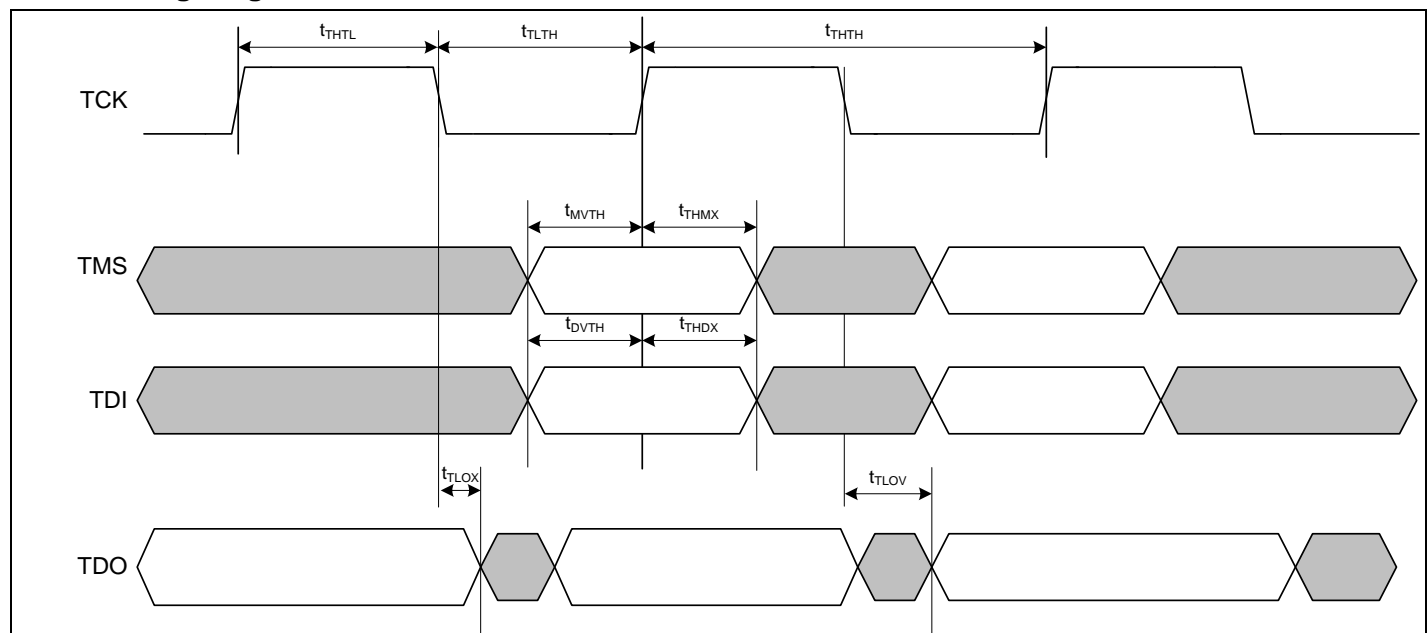 tTHTL tTLTH tTHTH
TCK
tMVTH tTHMX
TMS
tDVTH tTHDX
TDI
tTLOX tTLOV
TDO